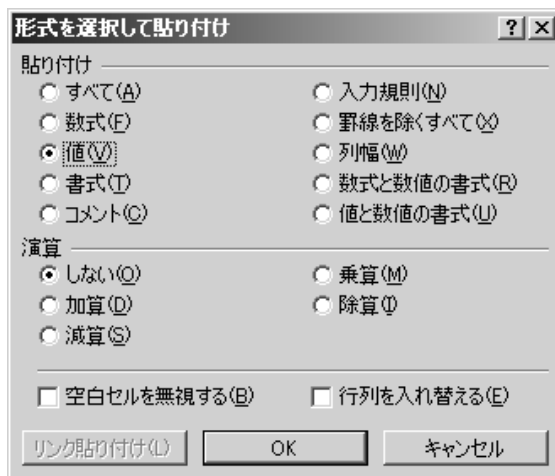 形式を選択して貼り付け
貼り付け
すべて(A)
入力規則(N)
数式(F)
罫線を除くすべて(X)
値(V)
列幅(W)
書式(T)
数式と数値の書式(R)
コメント(C)
値と数値の書式(U)
演算
しない(O)
乗算(M)
加算(D)
除算(I)
減算(S)
空白セルを無視する(B)
行列を入れ替える(E)
リンク貼り付け(L)
OK
キャンセル